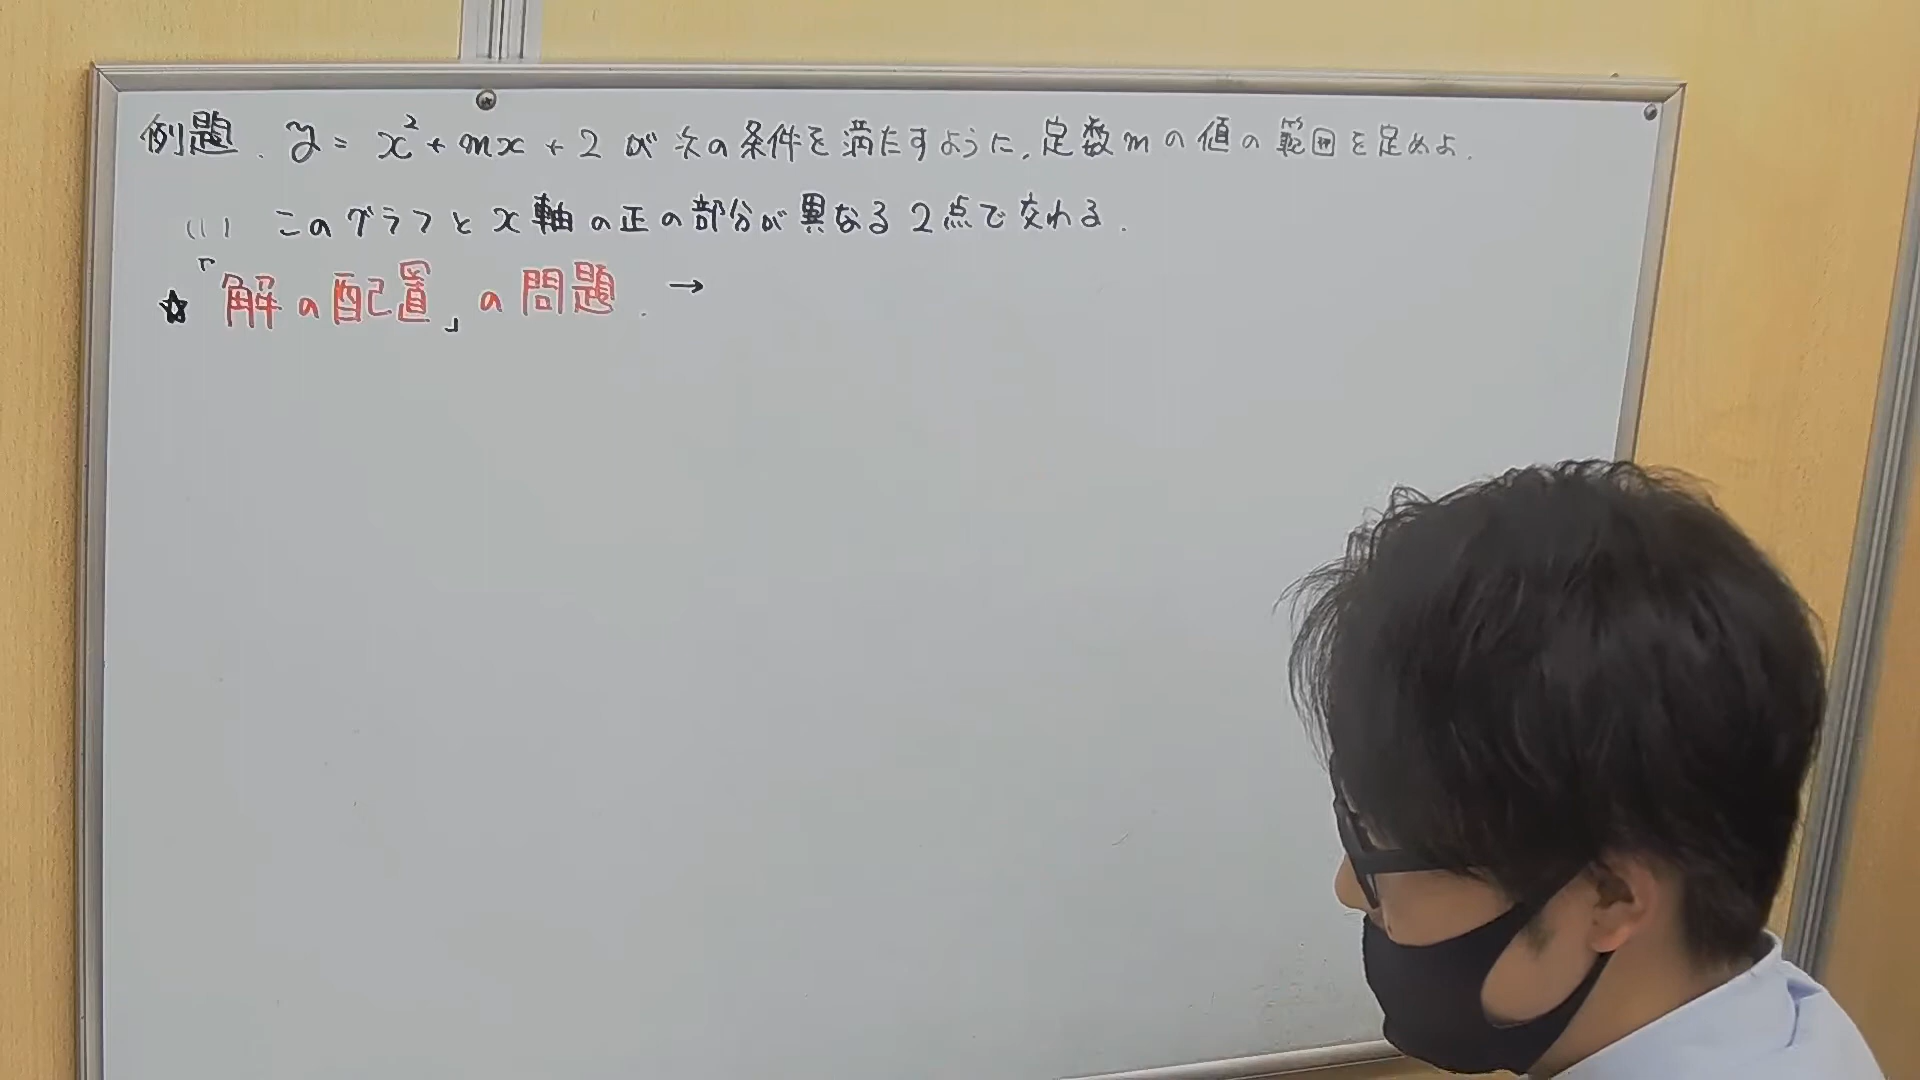 例題. y = x² + mx + 2 が次の条件を満たすように, 定数mの値の範囲を定めよ.
(1) このグラフとx軸の正の部分が異なる2点で交わる.
☆「解の配置」の問題. →